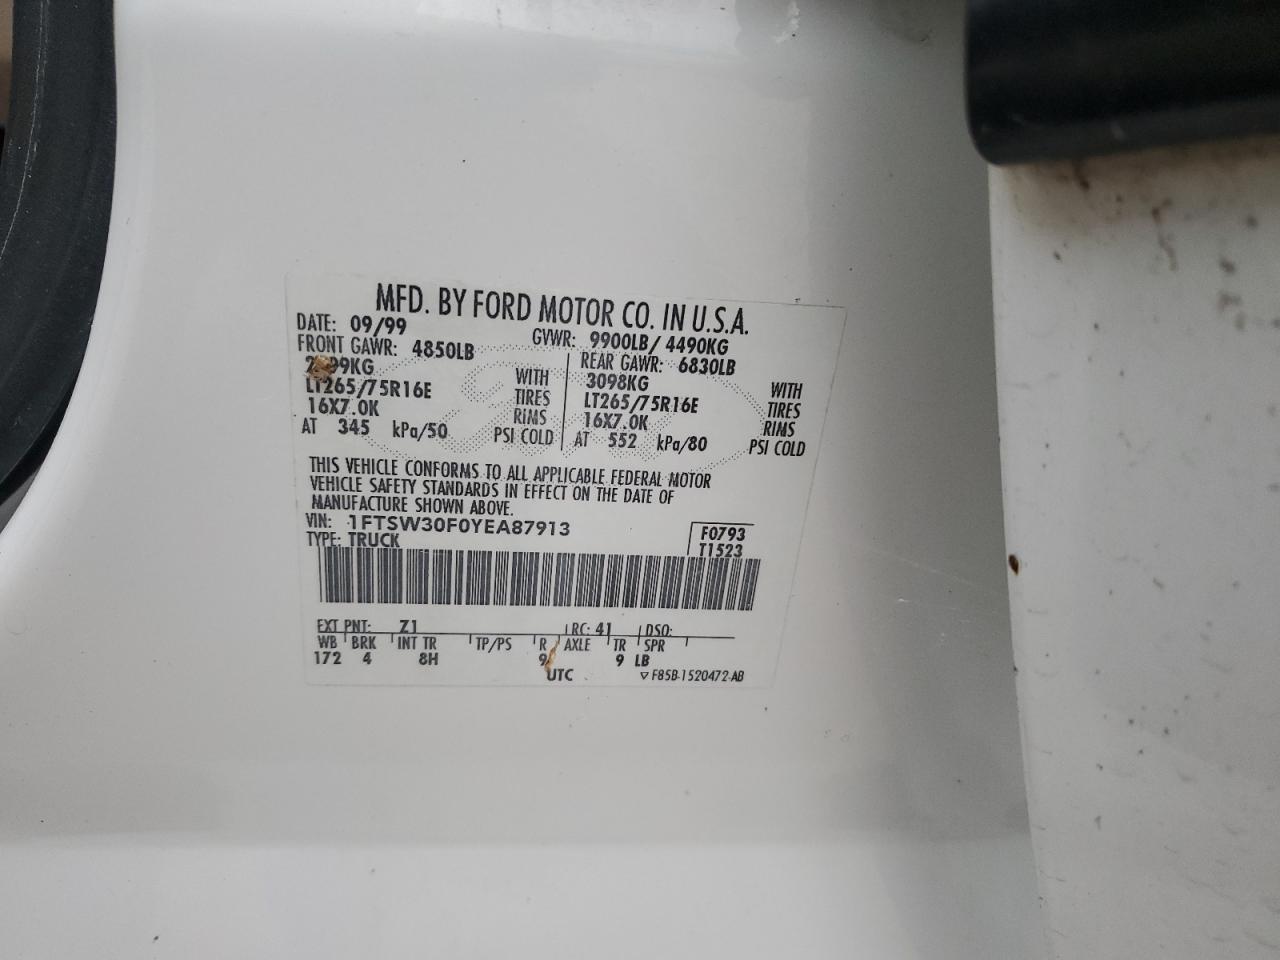 MFD. BY FORD MOTOR CO. IN U.S.A.
DATE: 09/99 GVWR: 9900LB/ 4490KG
FRONT GAWR: 4850LB REAR GAWR: 6830LB
99KG WITH 3098KG WITH
LT265/75R16E TIRES LT265/75R16E TIRES
16X7.0K RIMS 16X7.0K RIMS
AT 345 kPa/50 PSI COLD AT 552 kPa/80 PSI COLD
THIS VEHICLE CONFORMS TO ALL APPLICABLE FEDERAL MOTOR
VEHICLE SAFETY STANDARDS IN EFFECT ON THE DATE OF
MANUFACTURE SHOWN ABOVE.
VIN: 1FTSW30F0YEA87913 F0793
TYPE: TRUCK T1523
EXT PNT: Z1 RC: 41 DSO:
WB BRK INT TR TP/PS R AXLE TR SPR
172 4 8H 9 9 LB
UTC ▽ F85B-1520472-AB